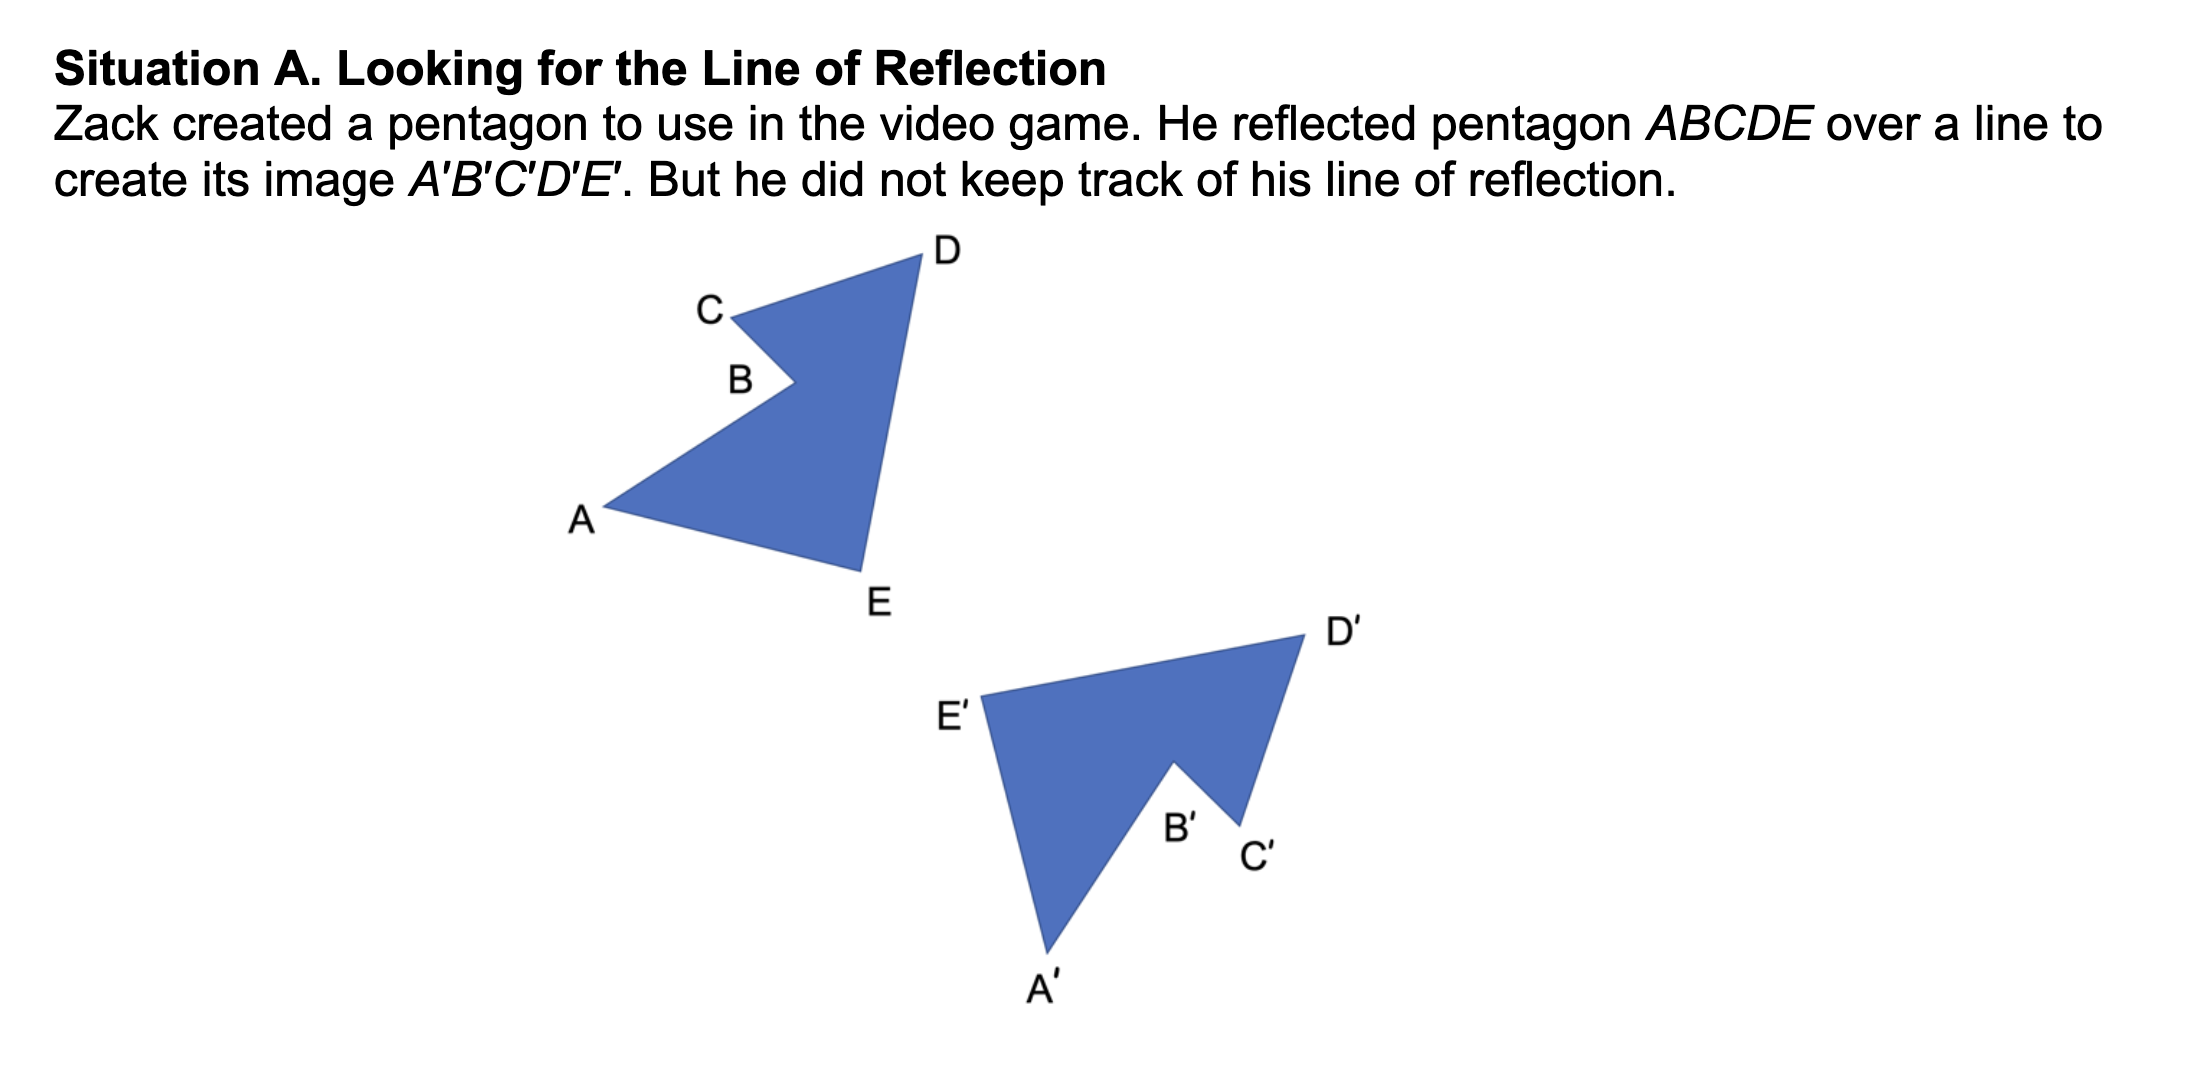 Situation A. Looking for the Line of Reflection
Zack created a pentagon to use in the video game. He reflected pentagon ABCDE over a line to
create its image A'B'C'D'E'. But he did not keep track of his line of reflection.
D
C
B
A
E
D'
E'
B'
C'
A'